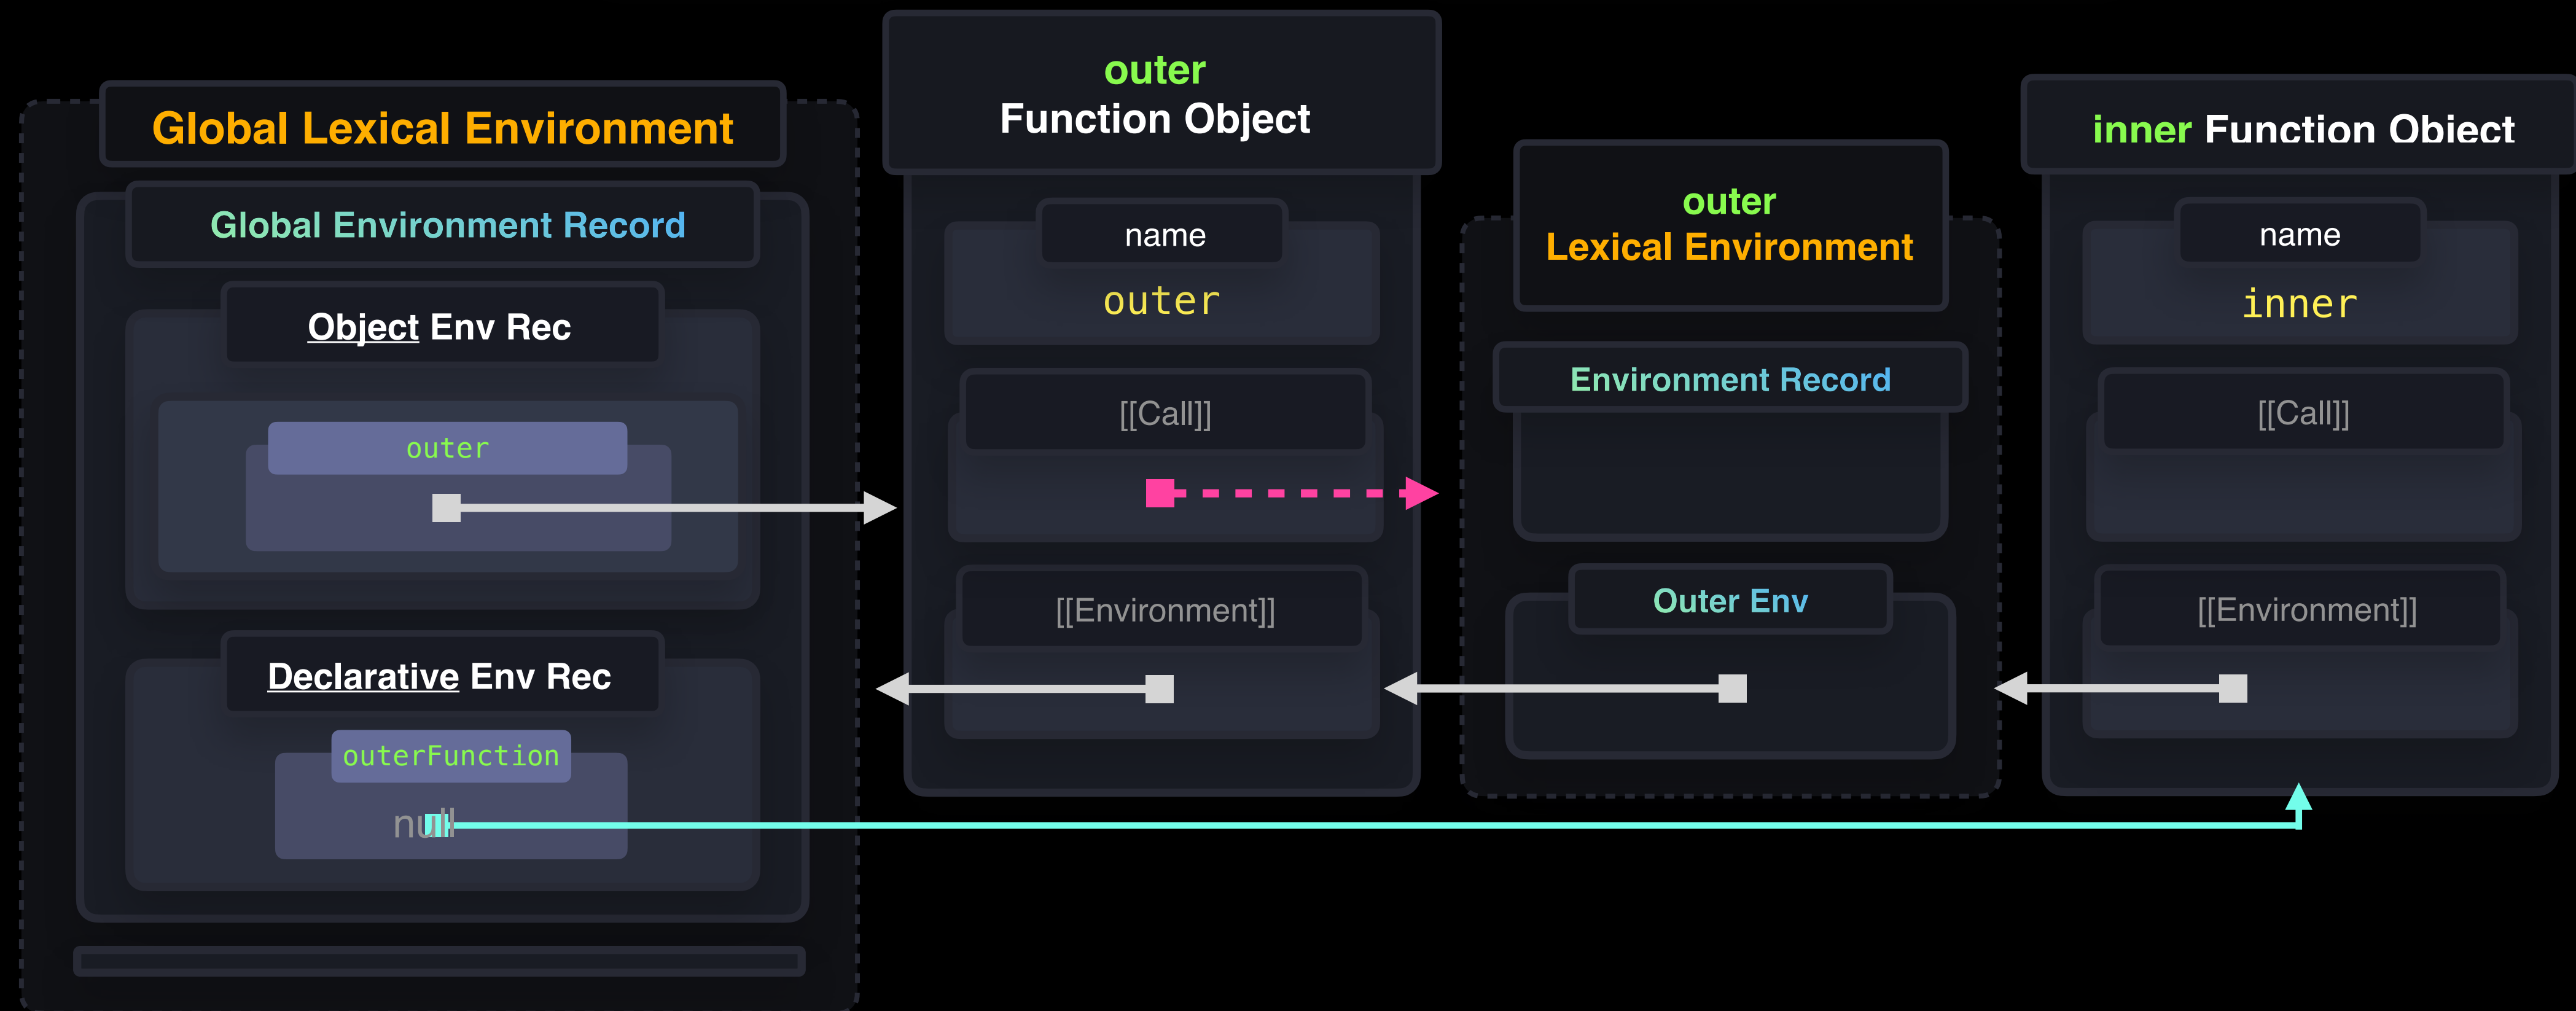 Global Lexical Environment
Global Environment Record
Object Env Rec
outer
Declarative Env Rec
outerFunction
null
outer
Function Object
name
outer
[[Call]]
[[Environment]]
outer
Lexical Environment
Environment Record
Outer Env
inner Function Object
name
inner
[[Call]]
[[Environment]]